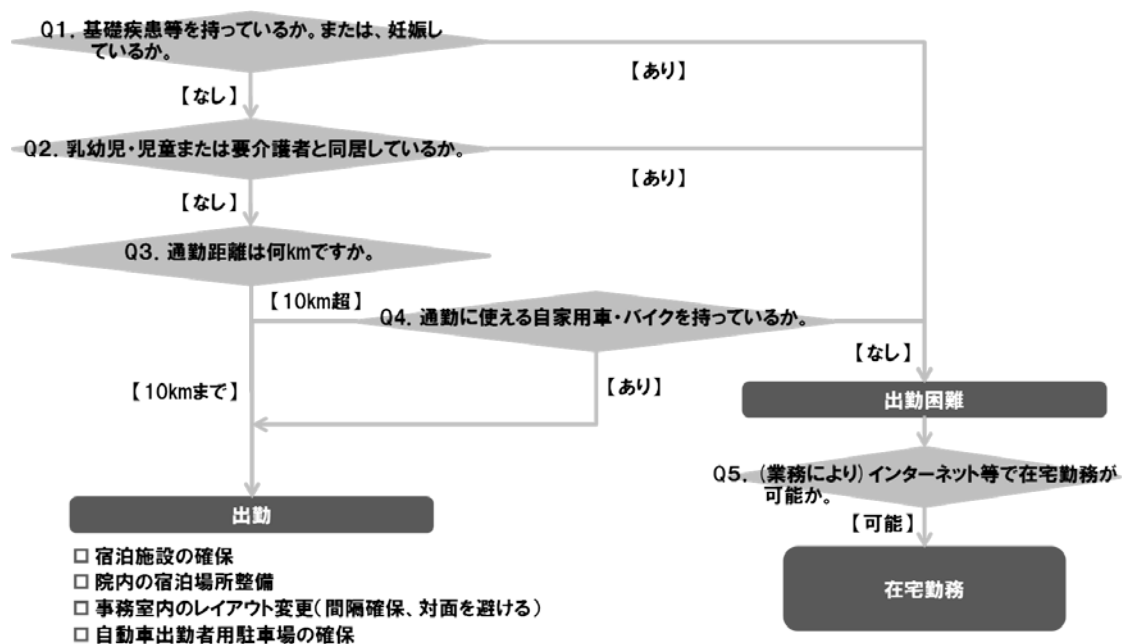 Q1. 基礎疾患等を持っているか。または、妊娠し
ているか。
【あり】
【なし】
Q2. 乳幼児・児童または要介護者と同居しているか。
【あり】
【なし】
Q3. 通勤距離は何kmですか。
【10km超】
Q4. 通勤に使える自家用車・バイクを持っているか。
【なし】
【10kmまで】
【あり】
出勤困難
Q5. (業務により)インターネット等で在宅勤務が
可能か。
【可能】
出勤
□ 宿泊施設の確保
□ 院内の宿泊場所整備
□ 事務室内のレイアウト変更(間隔確保、対面を避ける)
□ 自動車出勤者用駐車場の確保
在宅勤務